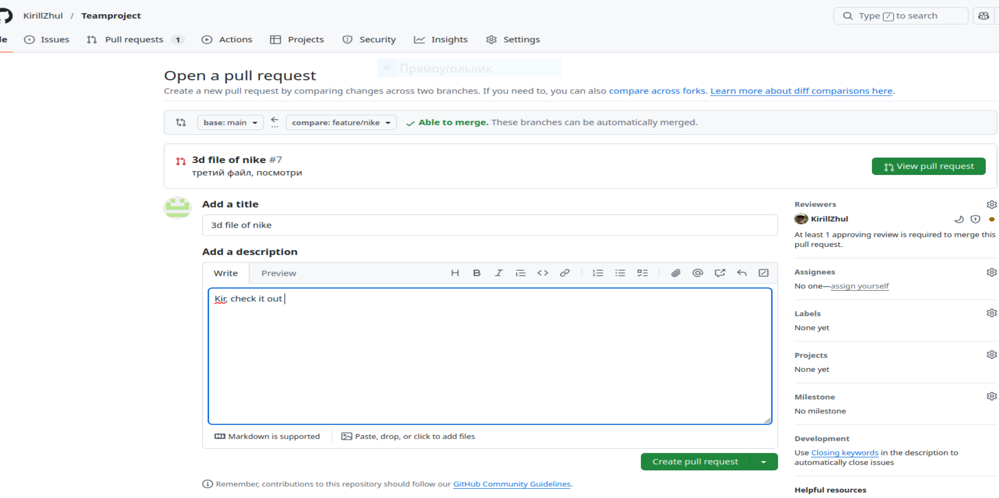 KirillZhul / Teamproject
Type / to search
le Issues Pull requests 1 Actions Projects Security Insights Settings
Прямоугольник
Open a pull request
Create a new pull request by comparing changes across two branches. If you need to, you can also compare across forks. Learn more about diff comparisons here.
base: main
compare: feature/nike
Able to merge. These branches can be automatically merged.
3d file of nike #7
третий файл, посмотри
View pull request
Add a title
3d file of nike
Add a description
Write Preview
Kir, check it out
Markdown is supported
Paste, drop, or click to add files
Create pull request
Remember, contributions to this repository should follow our GitHub Community Guidelines.
Reviewers
KirillZhul
At least 1 approving review is required to merge this
pull request.
Assignees
No one—assign yourself
Labels
None yet
Projects
None yet
Milestone
No milestone
Development
Use Closing keywords in the description to
automatically close issues
Helpful resources